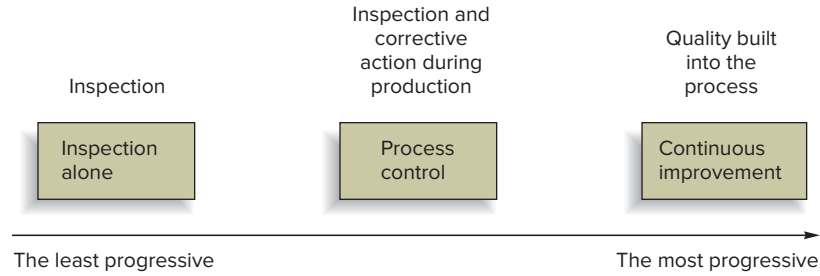 Inspection
Inspection and
corrective
action during
production
Quality built
into the
process
Inspection
alone
Process
control
Continuous
improvement
The least progressive
The most progressive